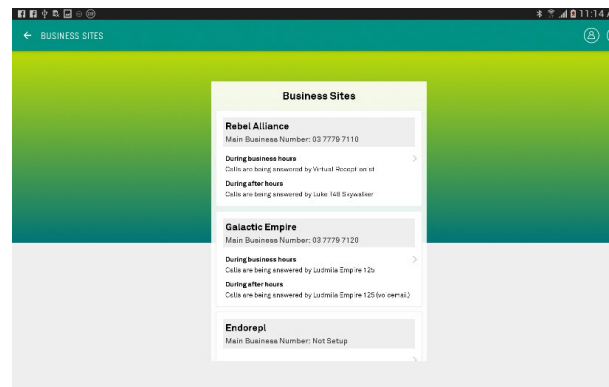 11:14
BUSINESS SITES
Business Sites
Rebel Alliance
Main Business Number: 03 7779 7110
During business hours
Calls are being answered by Virtual Receptionist
During after hours
Calls are being answered by Luke 148 Skywalker
Galactic Empire
Main Business Number: 03 7779 7120
During business hours
Calls are being answered by Ludmila Empire 125
During after hours
Calls are being answered by Ludmila Empire 125 (voicemail)
Endorepl
Main Business Number: Not Setup